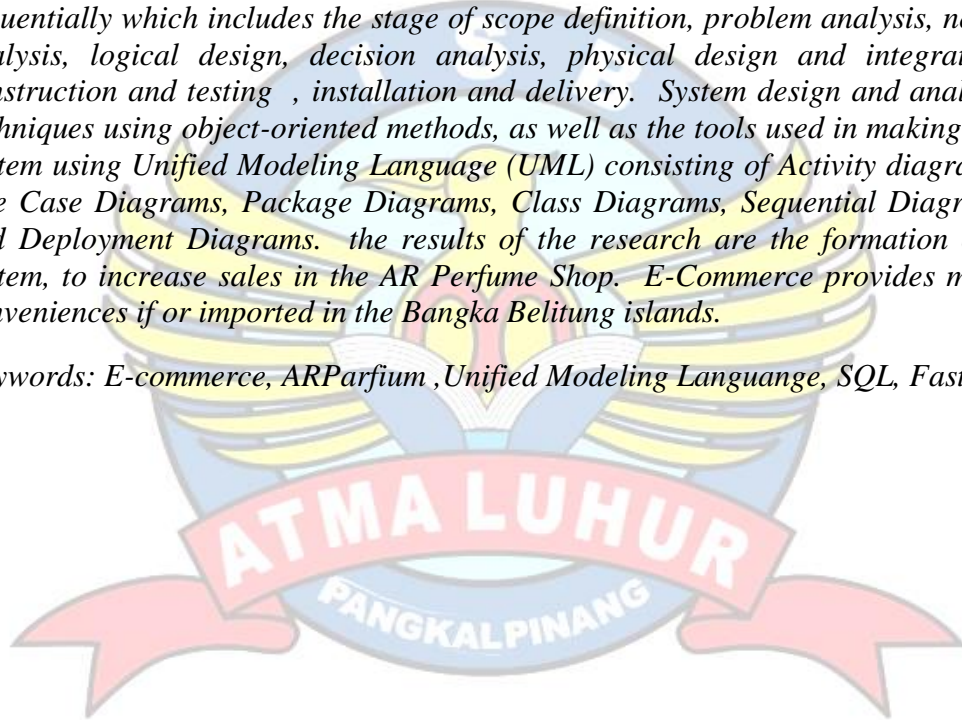 quentially which includes the stage of scope definition, problem analysis, ne
alysis, logical design, decision analysis, physical design and integrat
nstruction and testing , installation and delivery. System design and anal
chniques using object-oriented methods, as well as the tools used in making
tem using Unified Modeling Language (UML) consisting of Activity diagra
e Case Diagrams, Package Diagrams, Class Diagrams, Sequential Diagr
d Deployment Diagrams. the results of the research are the formation
tem, to increase sales in the AR Perfume Shop. E-Commerce provides m
nveniences if or imported in the Bangka Belitung islands.
ywords: E-commerce, ARParfium ,Unified Modeling Languange, SQL, Fast
I S B
ATMA LUHUR
PANGKALPINANG